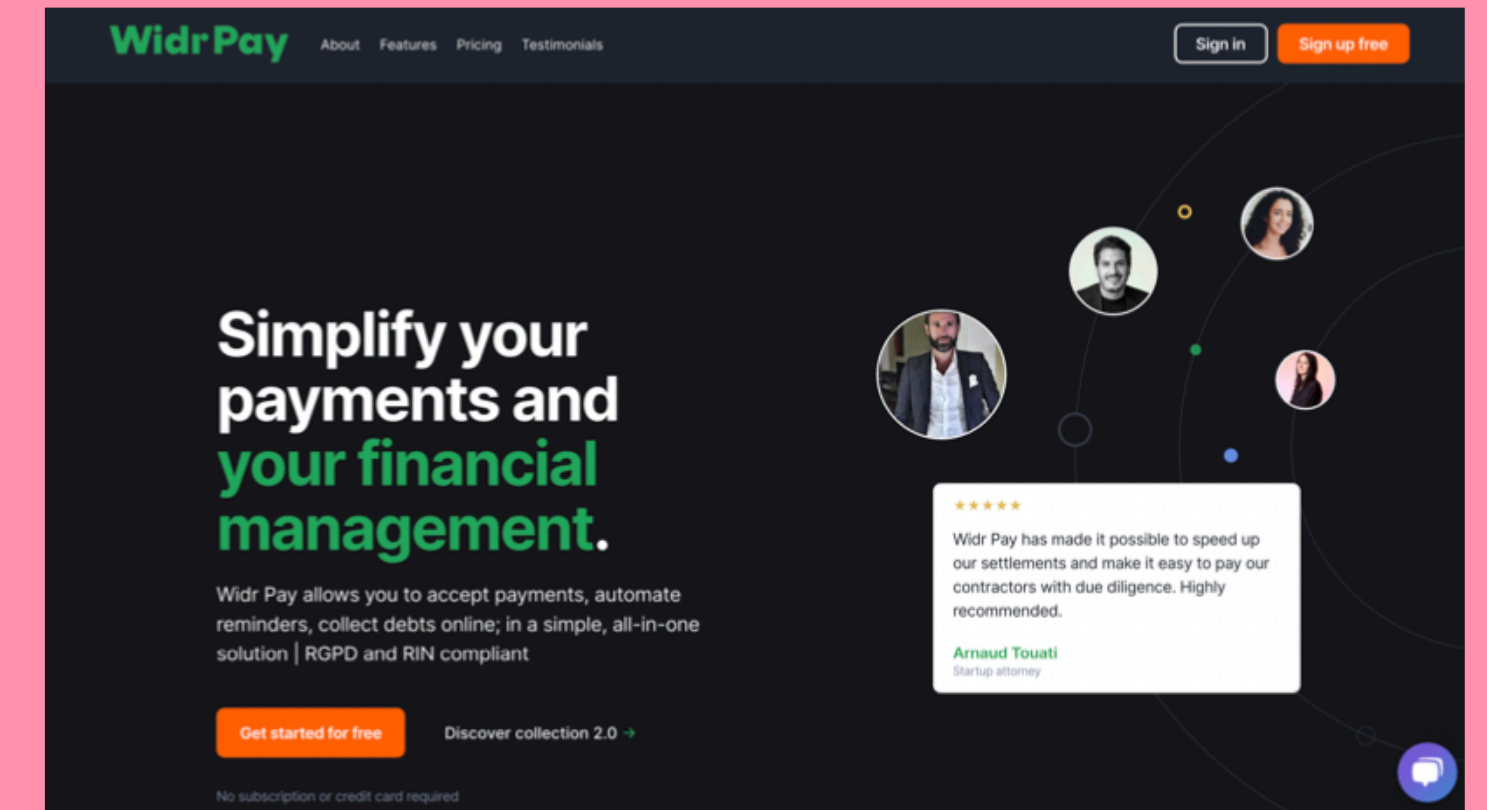 Widr Pay
About Features Pricing Testimonials
Sign in
Sign up free
Simplify your
payments and
your financial
management.
Widr Pay allows you to accept payments, automate
reminders, collect debts online; in a simple, all-in-one
solution | RGPD and RIN compliant
Get started for free
Discover collection 2.0 →
No subscription or credit card required
★★★★★
Widr Pay has made it possible to speed up
our settlements and make it easy to pay our
contractors with due diligence. Highly
recommended.
Arnaud Touati
Startup attorney